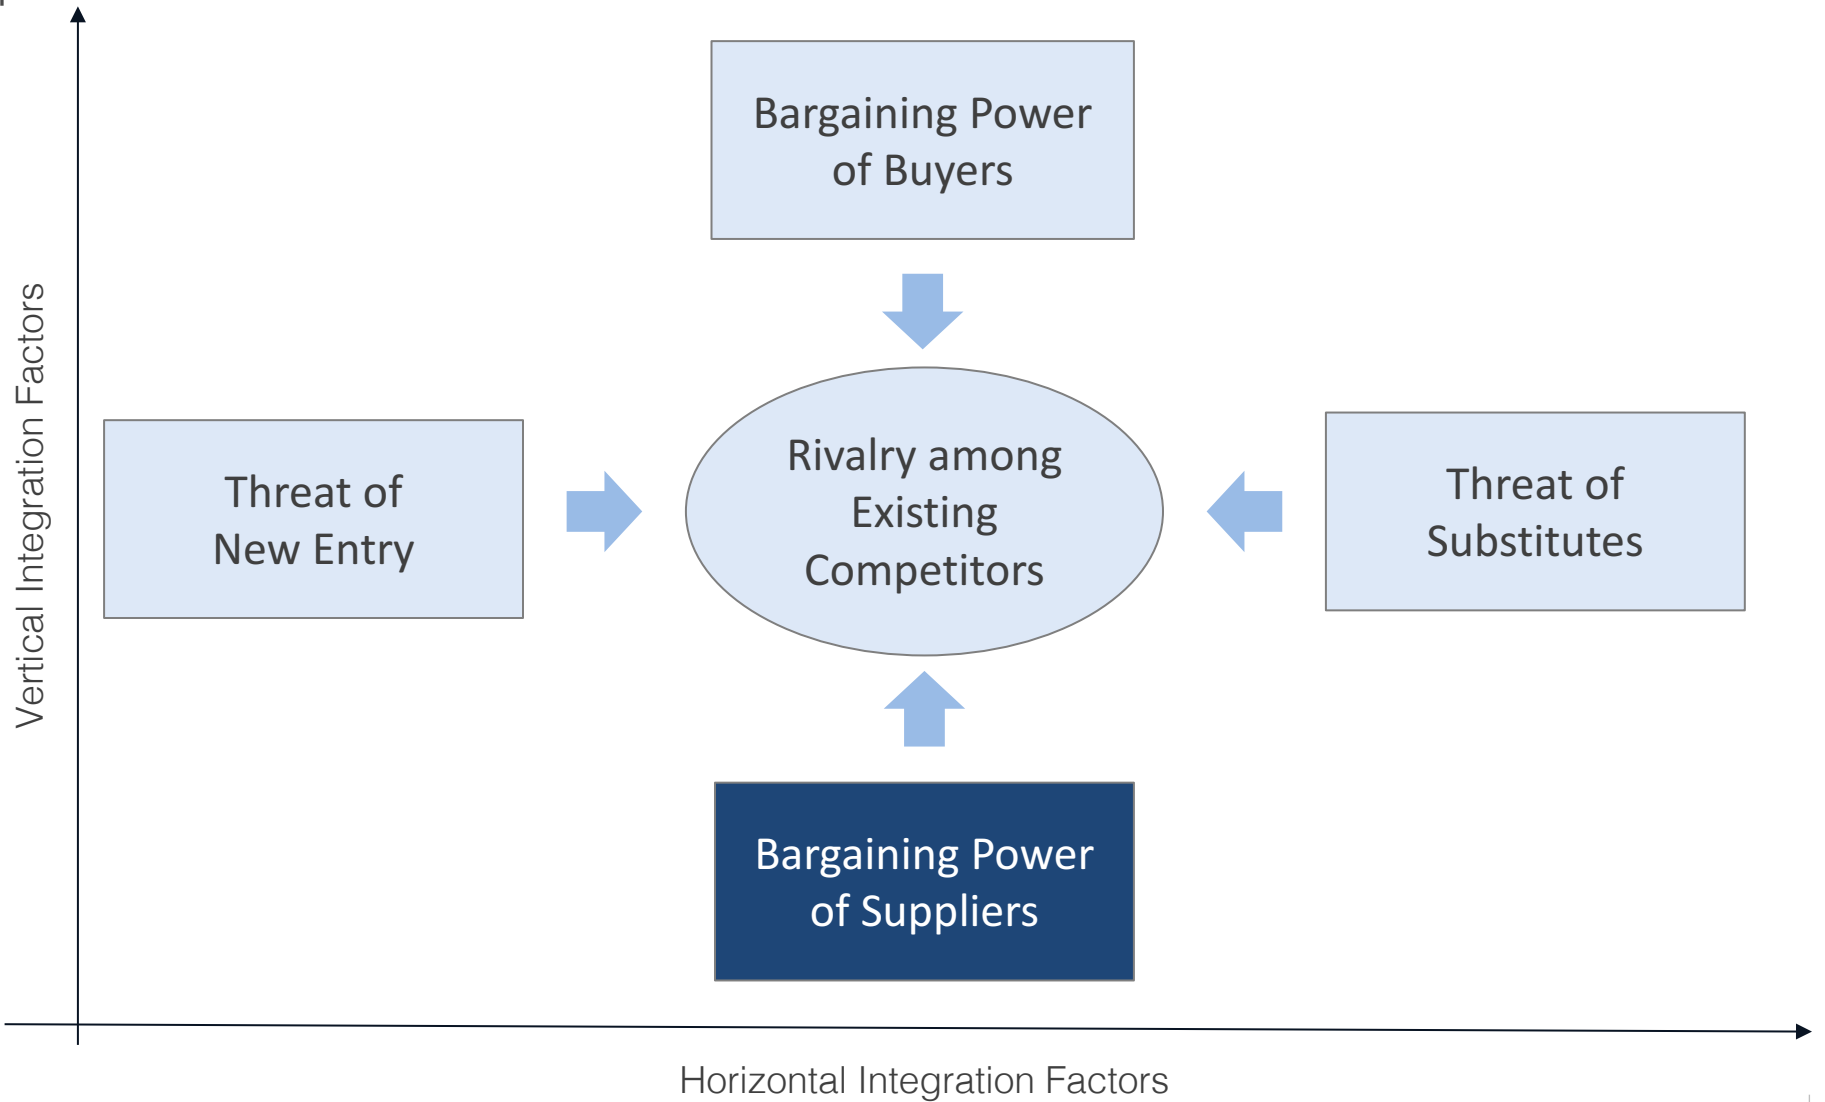 Bargaining Power
of Buyers
Vertical Integration Factors
Threat of
New Entry
Rivalry among
Existing
Competitors
Threat of
Substitutes
Bargaining Power
of Suppliers
Horizontal Integration Factors